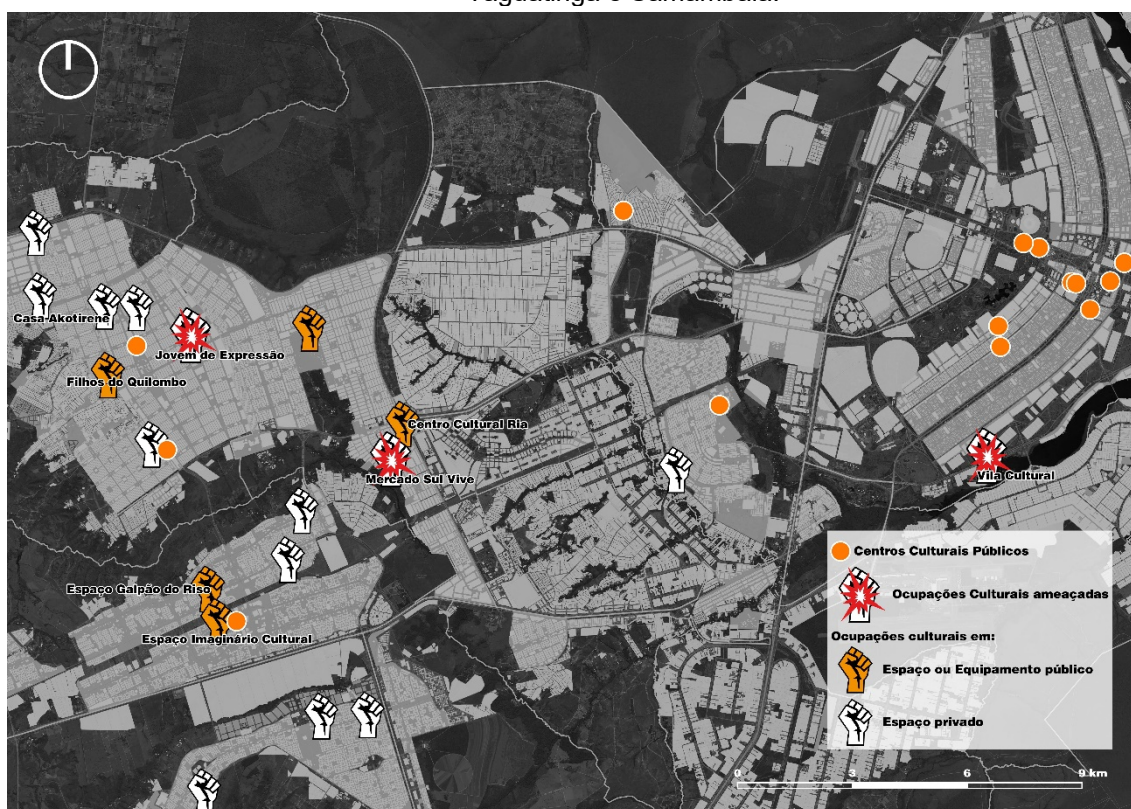 Taguatinga e Samambaia.
Casa Akotirene
Jovem de Expressão
Filhos do Quilombo
Centro Cultural Ria
Mercado Sul Vive
Vila Cultural
Espaço Galpão do Riso
Espaço Imaginário Cultural
Centros Culturais Públicos
Ocupações Culturais ameaçadas
Ocupações culturais em:
Espaço ou Equipamento público
Espaço privado
0 3 6 9 km